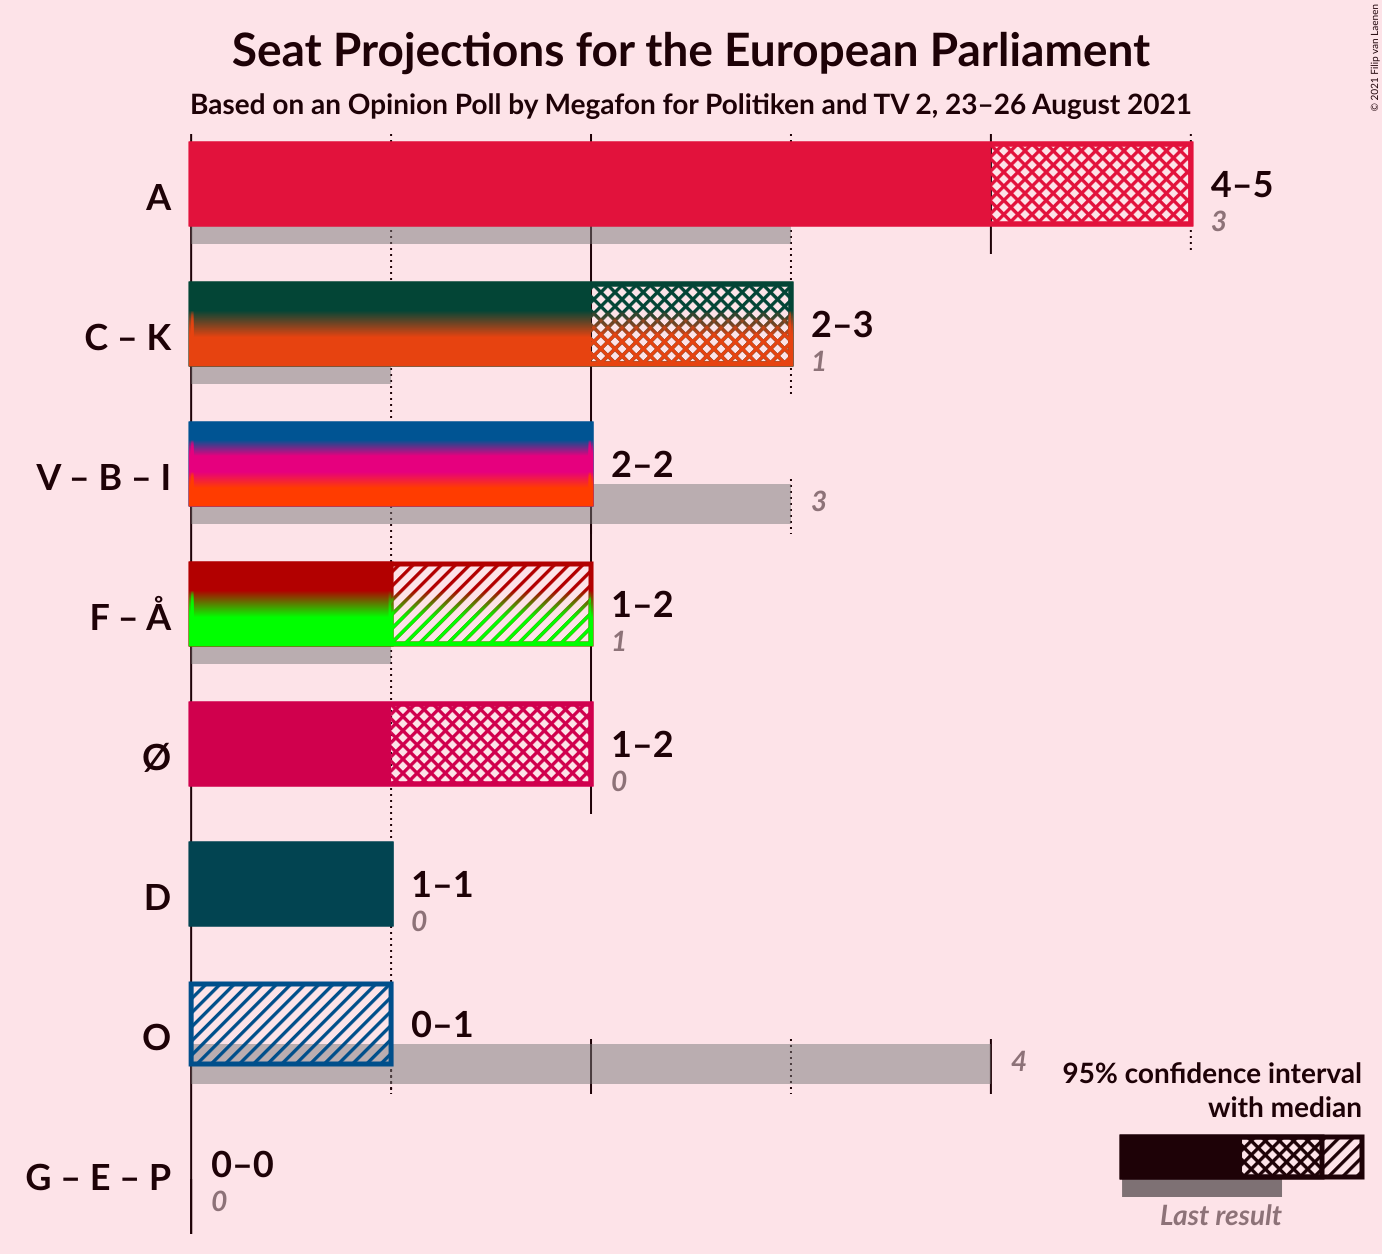 Seat Projections for the European Parliament
Based on an Opinion Poll by Megafon for Politiken and TV 2, 23–26 August 2021
© 2021 Filip van Laenen
A
4–5
3
C – K
2–3
1
V – B – I
2–2
3
F – Å
1–2
1
Ø
1–2
0
D
1–1
0
O
0–1
4
G – E – P
0–0
0
95% confidence interval
with median
Last result